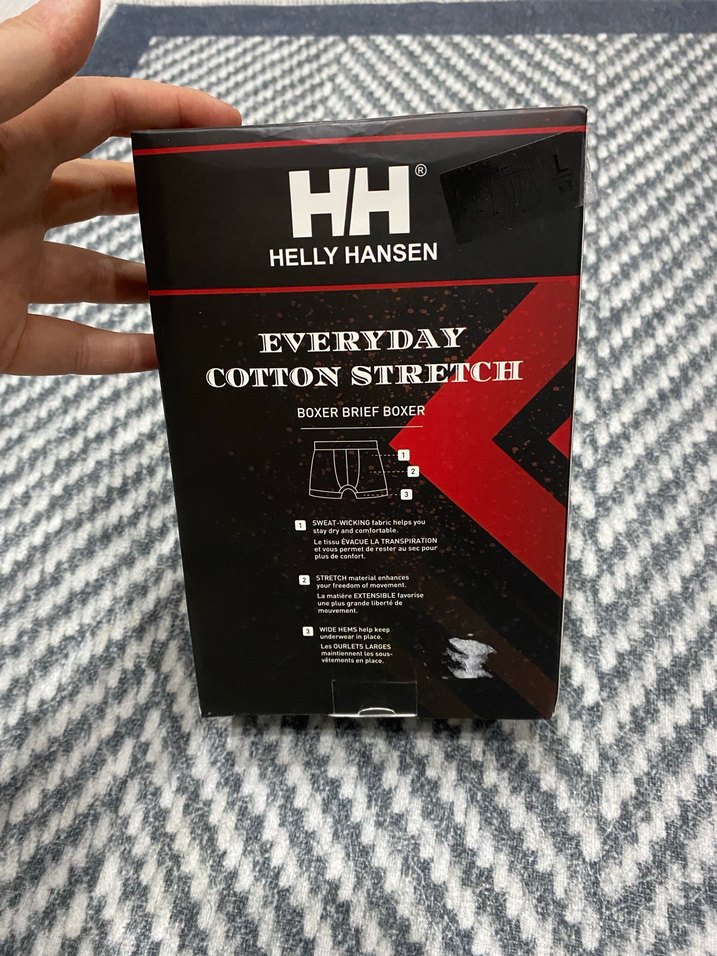 HH®
L
x3
HELLY HANSEN
EVERYDAY
COTTON STRETCH
BOXER BRIEF BOXER
1
2
3
1 SWEAT-WICKING fabric helps you
stay dry and comfortable.
Le tissu ÉVACUE LA TRANSPIRATION
et vous permet de rester au sec pour
plus de confort.
2 STRETCH material enhances
your freedom of movement.
La matière EXTENSIBLE favorise
une plus grande liberté de
mouvement.
3 WIDE HEMS help keep
underwear in place.
Les OURLETS LARGES
maintiennent les sous-
vêtements en place.